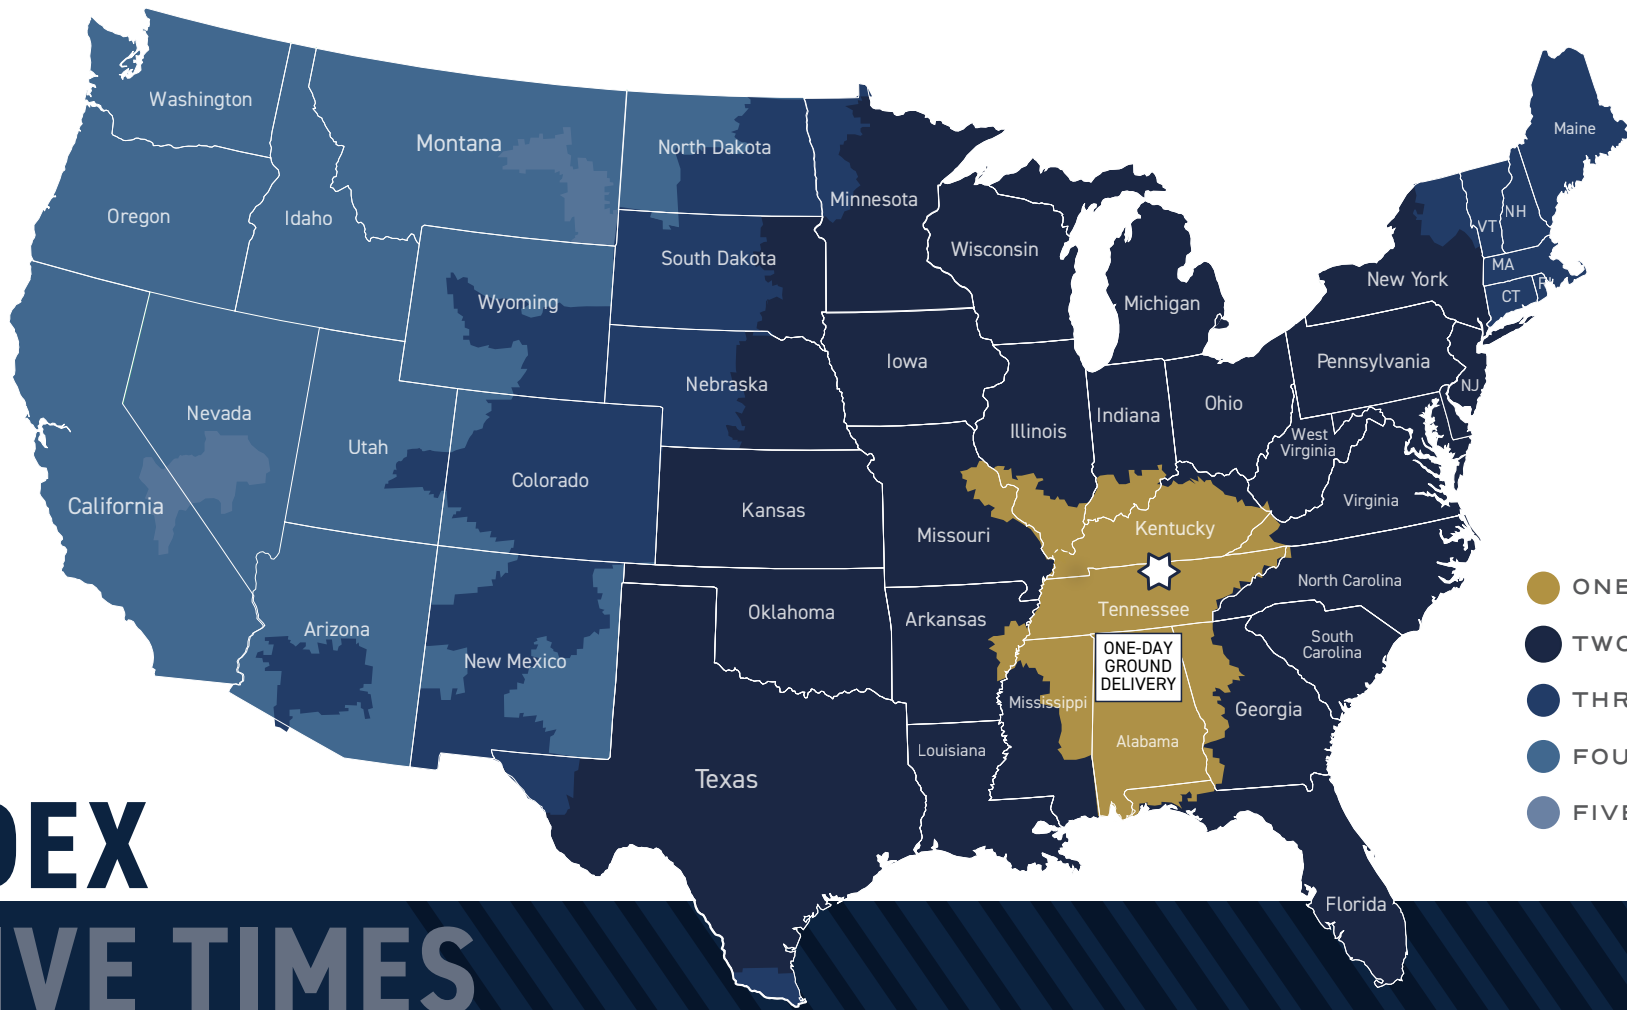 Washington
Montana
North Dakota
Minnesota
Maine
Oregon
Idaho
VT
NH
Wisconsin
South Dakota
MA
New York
Wyoming
Michigan
CT
Iowa
Pennsylvania
Nebraska
NJ
Nevada
Indiana
Ohio
Utah
Illinois
West
Virginia
Colorado
California
Kansas
Virginia
Missouri
Kentucky
North Carolina
Oklahoma
Arkansas
Tennessee
Arizona
South
Carolina
New Mexico
ONE-DAY
GROUND
DELIVERY
Mississippi
Georgia
Alabama
Louisiana
Texas
Florida
ONE
TWO
THR
FOU
FIVE
DEX
IVE TIMES